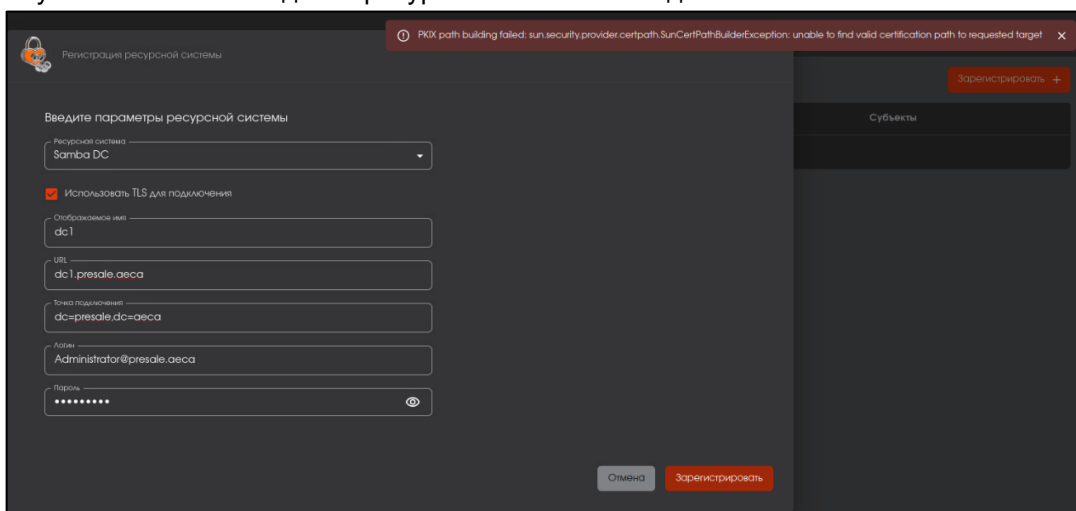 PKIX path building failed: sun.security.provider.certpath.SunCertPathBuilderException: unable to find valid certification path to requested target
Регистрация ресурсной системы
Зарегистрировать +
Введите параметры ресурсной системы
Субъекты
Ресурсная система
Samba DC
Использовать TLS для подключения
Отображаемое имя
dc1
URL
dc1.presale.aeca
Точка подключения
dc=presale,dc=aeca
Логин
Administrator@presale.aeca
Пароль
•••••••••
Отмена
Зарегистрировать